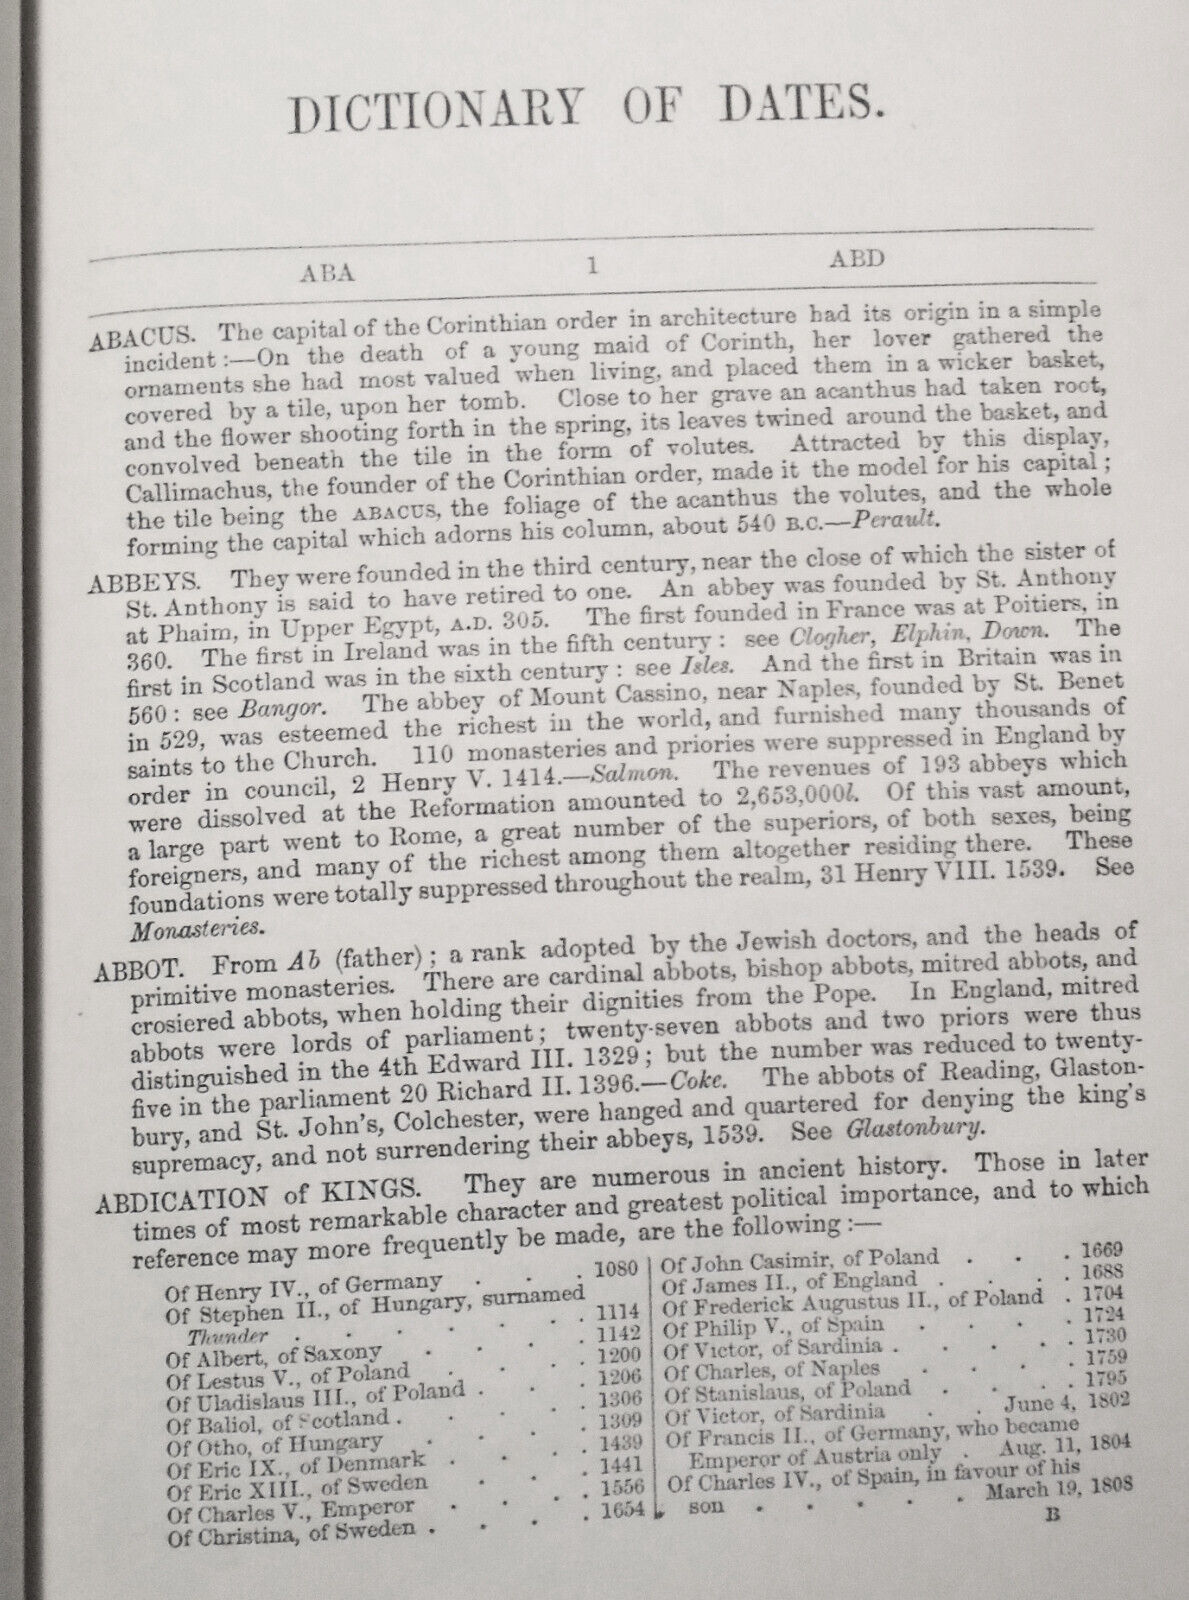 DICTIONARY OF DATES.
ABA 1 ABD
ABACUS. The capital of the Corinthian order in architecture had its origin in a simple
incident :—On the death of a young maid of Corinth, her lover gathered the
ornaments she had most valued when living, and placed them in a wicker basket,
covered by a tile, upon her tomb. Close to her grave an acanthus had taken root,
and the flower shooting forth in the spring, its leaves twined around the basket, and
convolved beneath the tile in the form of volutes. Attracted by this display,
Callimachus, the founder of the Corinthian order, made it the model for his capital ;
the tile being the ABACUS, the foliage of the acanthus the volutes, and the whole
forming the capital which adorns his column, about 540 B.C.—Perault.
ABBEYS. They were founded in the third century, near the close of which the sister of
St. Anthony is said to have retired to one. An abbey was founded by St. Anthony
at Phaim, in Upper Egypt, A.D. 305. The first founded in France was at Poitiers, in
360. The first in Ireland was in the fifth century : see Clogher, Elphin, Down. The
first in Scotland was in the sixth century : see Isles. And the first in Britain was in
560 : see Bangor. The abbey of Mount Cassino, near Naples, founded by St. Benet
in 529, was esteemed the richest in the world, and furnished many thousands of
saints to the Church. 110 monasteries and priories were suppressed in England by
order in council, 2 Henry V. 1414.—Salmon. The revenues of 193 abbeys which
were dissolved at the Reformation amounted to 2,653,000l. Of this vast amount,
a large part went to Rome, a great number of the superiors, of both sexes, being
foreigners, and many of the richest among them altogether residing there. These
foundations were totally suppressed throughout the realm, 31 Henry VIII. 1539. See
Monasteries.
ABBOT. From Ab (father) ; a rank adopted by the Jewish doctors, and the heads of
primitive monasteries. There are cardinal abbots, bishop abbots, mitred abbots, and
crosiered abbots, when holding their dignities from the Pope. In England, mitred
abbots were lords of parliament ; twenty-seven abbots and two priors were thus
distinguished in the 4th Edward III. 1329 ; but the number was reduced to twenty-
five in the parliament 20 Richard II. 1396.—Coke. The abbots of Reading, Glaston-
bury, and St. John's, Colchester, were hanged and quartered for denying the king's
supremacy, and not surrendering their abbeys, 1539. See Glastonbury.
ABDICATION of KINGS. They are numerous in ancient history. Those in later
times of most remarkable character and greatest political importance, and to which
reference may more frequently be made, are the following :—
Of Henry IV., of Germany . . . 1080
Of Stephen II., of Hungary, surnamed
Thunder . . . . . . 1114
Of Albert, of Saxony . . . . 1142
Of Lestus V., of Poland . . . 1200
Of Uladislaus III., of Poland . . . 1206
Of Baliol, of Scotland . . . . 1306
Of Otho, of Hungary . . . . 1309
Of Eric IX., of Denmark . . . 1439
Of Eric XIII., of Sweden . . . 1441
Of Charles V., Emperor . . . 1556
Of Christina, of Sweden . . . . 1654
Of John Casimir, of Poland . . . 1669
Of James II., of England . . . . 1688
Of Frederick Augustus II., of Poland . 1704
Of Philip V., of Spain . . . . 1724
Of Victor, of Sardinia . . . . 1730
Of Charles, of Naples . . . . 1759
Of Stanislaus, of Poland . . . . 1795
Of Victor, of Sardinia . . June 4, 1802
Of Francis II., of Germany, who became
Emperor of Austria only . Aug. 11, 1804
Of Charles IV., of Spain, in favour of his
son . . . . . March 19, 1808
B